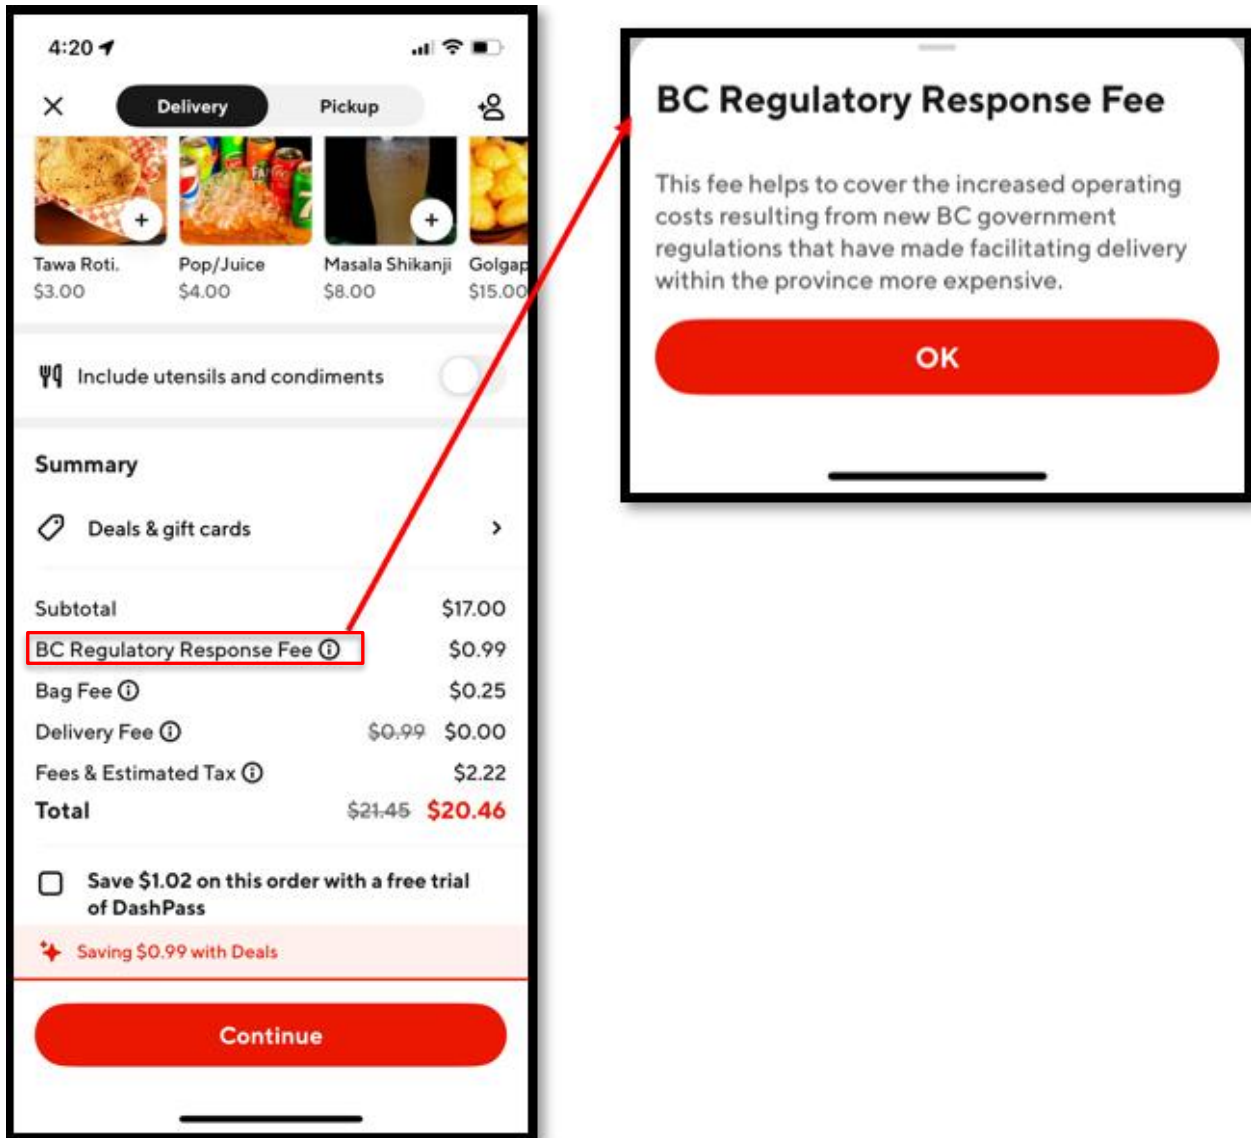 4:20
Delivery
Pickup
Tawa Roti.
Pop/Juice
Masala Shikanji
Golgap
$3.00
$4.00
$8.00
$15.00
Include utensils and condiments
Summary
Deals & gift cards
Subtotal $17.00
BC Regulatory Response Fee $0.99
Bag Fee $0.25
Delivery Fee $0.99 $0.00
Fees & Estimated Tax $2.22
Total $21.45 $20.46
Save $1.02 on this order with a free trial
of DashPass
Saving $0.99 with Deals
Continue
BC Regulatory Response Fee
This fee helps to cover the increased operating
costs resulting from new BC government
regulations that have made facilitating delivery
within the province more expensive.
OK